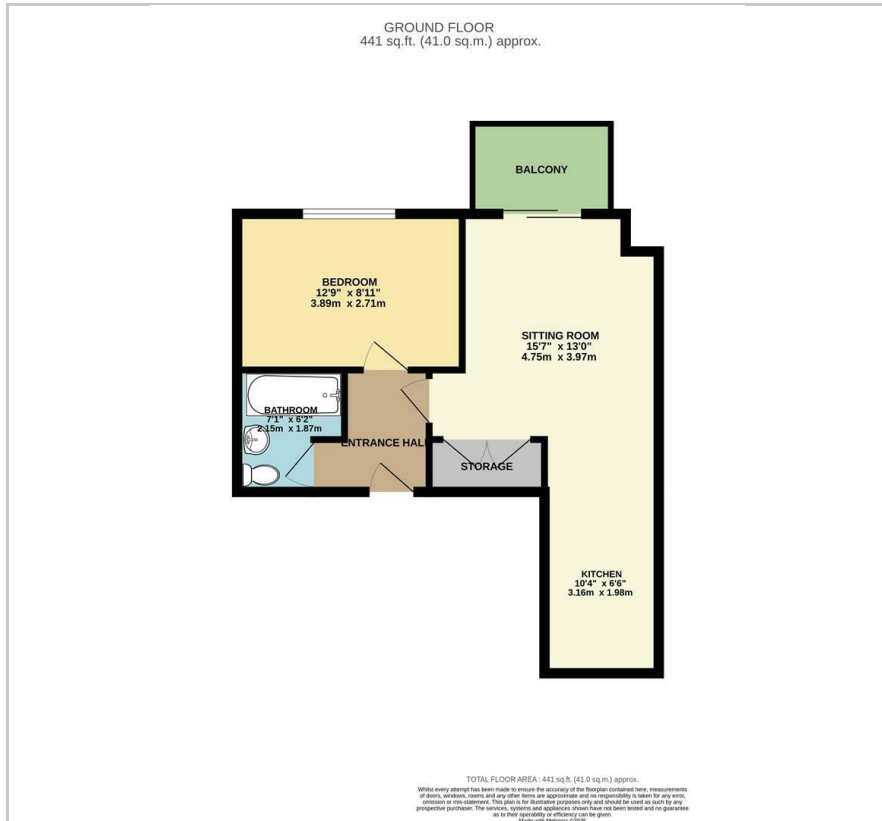 GROUND FLOOR
441 sq.ft. (41.0 sq.m.) approx.
BALCONY
BEDROOM
12'9" x 8'11"
3.89m x 2.71m
SITTING ROOM
15'7" x 13'0"
4.75m x 3.97m
BATHROOM
7'1" x 6'2"
2.15m x 1.87m
ENTRANCE HALL
STORAGE
KITCHEN
10'4" x 6'6"
3.16m x 1.98m
TOTAL FLOOR AREA : 441 sq.ft. (41.0 sq.m.) approx.
Whilst every attempt has been made to ensure the accuracy of the floorplan contained here, measurements
of doors, windows, rooms and any other items are approximate and no responsibility is taken for any error,
omission or mis-statement. This plan is for illustrative purposes only and should be used as such by any
prospective purchaser. The services, systems and appliances shown have not been tested and no guarantee
as to their operability or efficiency can be given.
Made with Metropix ©2025